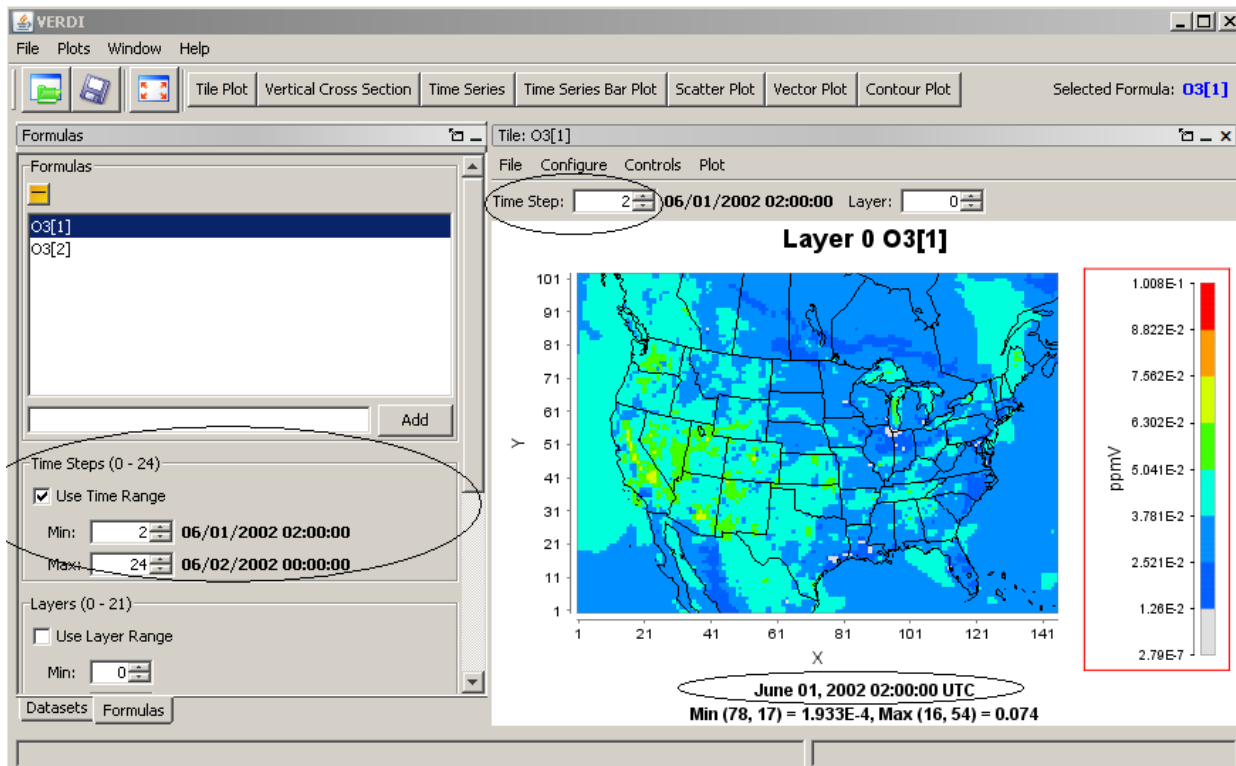 VERDI
File Plots Window Help
Tile Plot Vertical Cross Section Time Series Time Series Bar Plot Scatter Plot Vector Plot Contour Plot Selected Formula: O3[1]
Formulas
Formulas
O3[1]
O3[2]
Add
Time Steps (0 - 24)
Use Time Range
Min: 2 06/01/2002 02:00:00
Max: 24 06/02/2002 00:00:00
Layers (0 - 21)
Use Layer Range
Min: 0
Datasets Formulas
Tile: O3[1]
File Configure Controls Plot
Time Step: 2 06/01/2002 02:00:00 Layer: 0
Layer 0 O3[1]
101
91
81
71
61
51
41
31
21
11
1
Y
1 21 41 61 81 101 121 141
X
ppmV
1.008E-1
8.822E-2
7.562E-2
6.302E-2
5.041E-2
3.781E-2
2.521E-2
1.26E-2
2.79E-7
June 01, 2002 02:00:00 UTC
Min (78, 17) = 1.933E-4, Max (16, 54) = 0.074